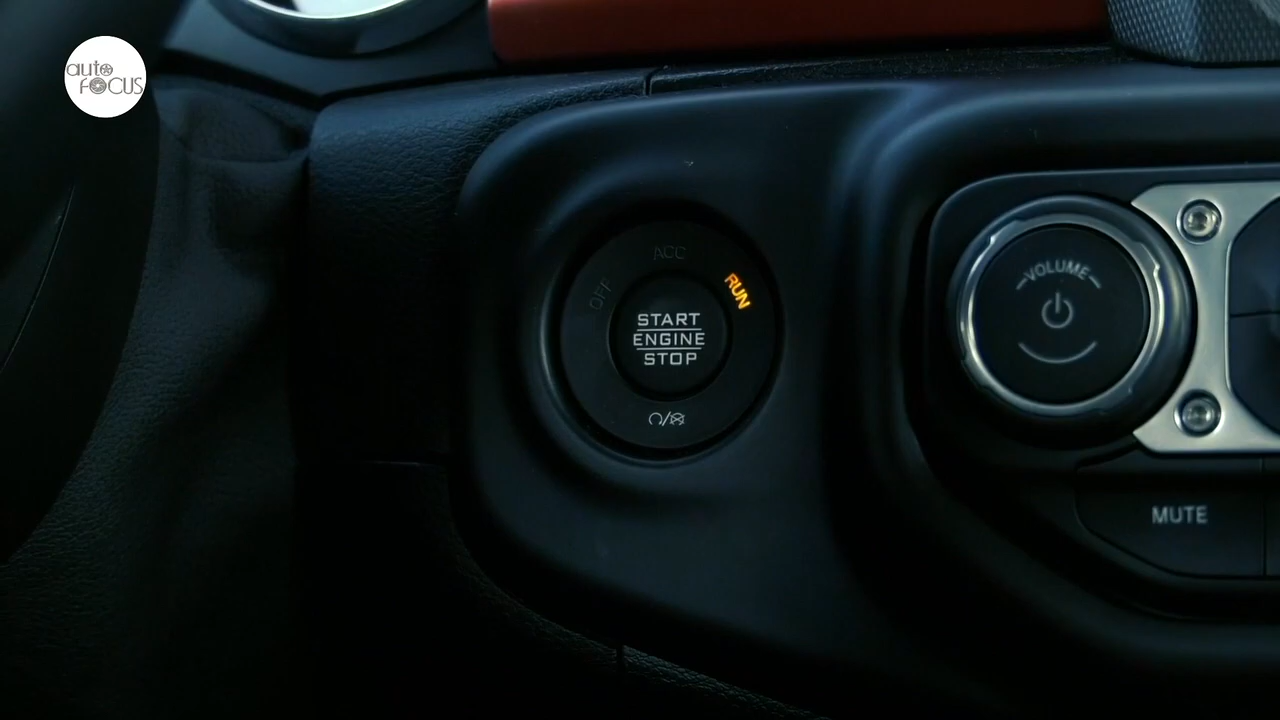 auto
FOCUS
ACC
OFF
RUN
START
ENGINE
STOP
VOLUME
MUTE